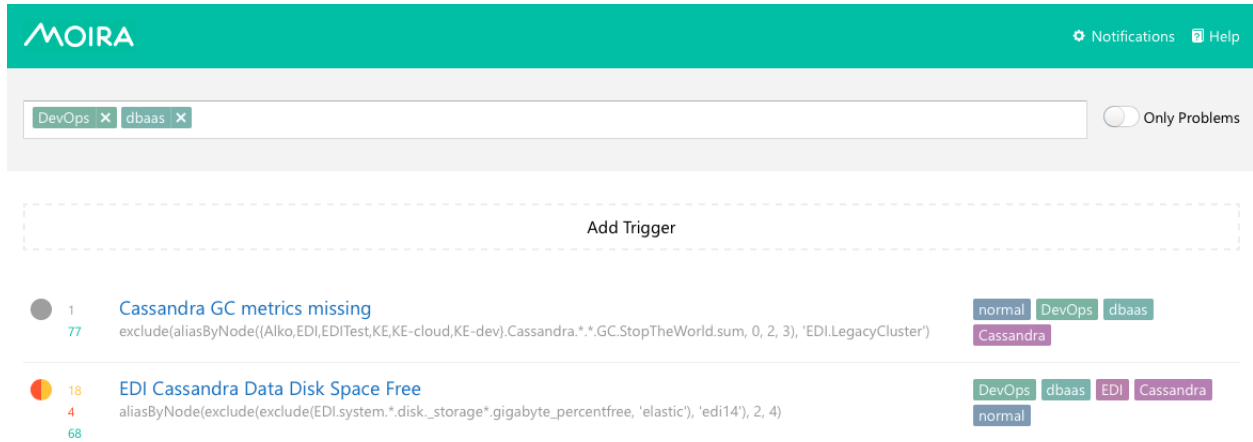 MOIRA
Notifications Help
DevOps × dbaas ×
Only Problems
Add Trigger
1 Cassandra GC metrics missing normal DevOps dbaas
77 exclude(aliasByNode({Alko,EDI,EDITest,KE,KE-cloud,KE-dev}.Cassandra.*.*.GC.StopTheWorld.sum, 0, 2, 3), 'EDI.LegacyCluster') Cassandra
18 EDI Cassandra Data Disk Space Free DevOps dbaas EDI Cassandra
4 aliasByNode(exclude(exclude(EDI.system.*.disk._storage*.gigabyte_percentfree, 'elastic'), 'edi14'), 2, 4) normal
68